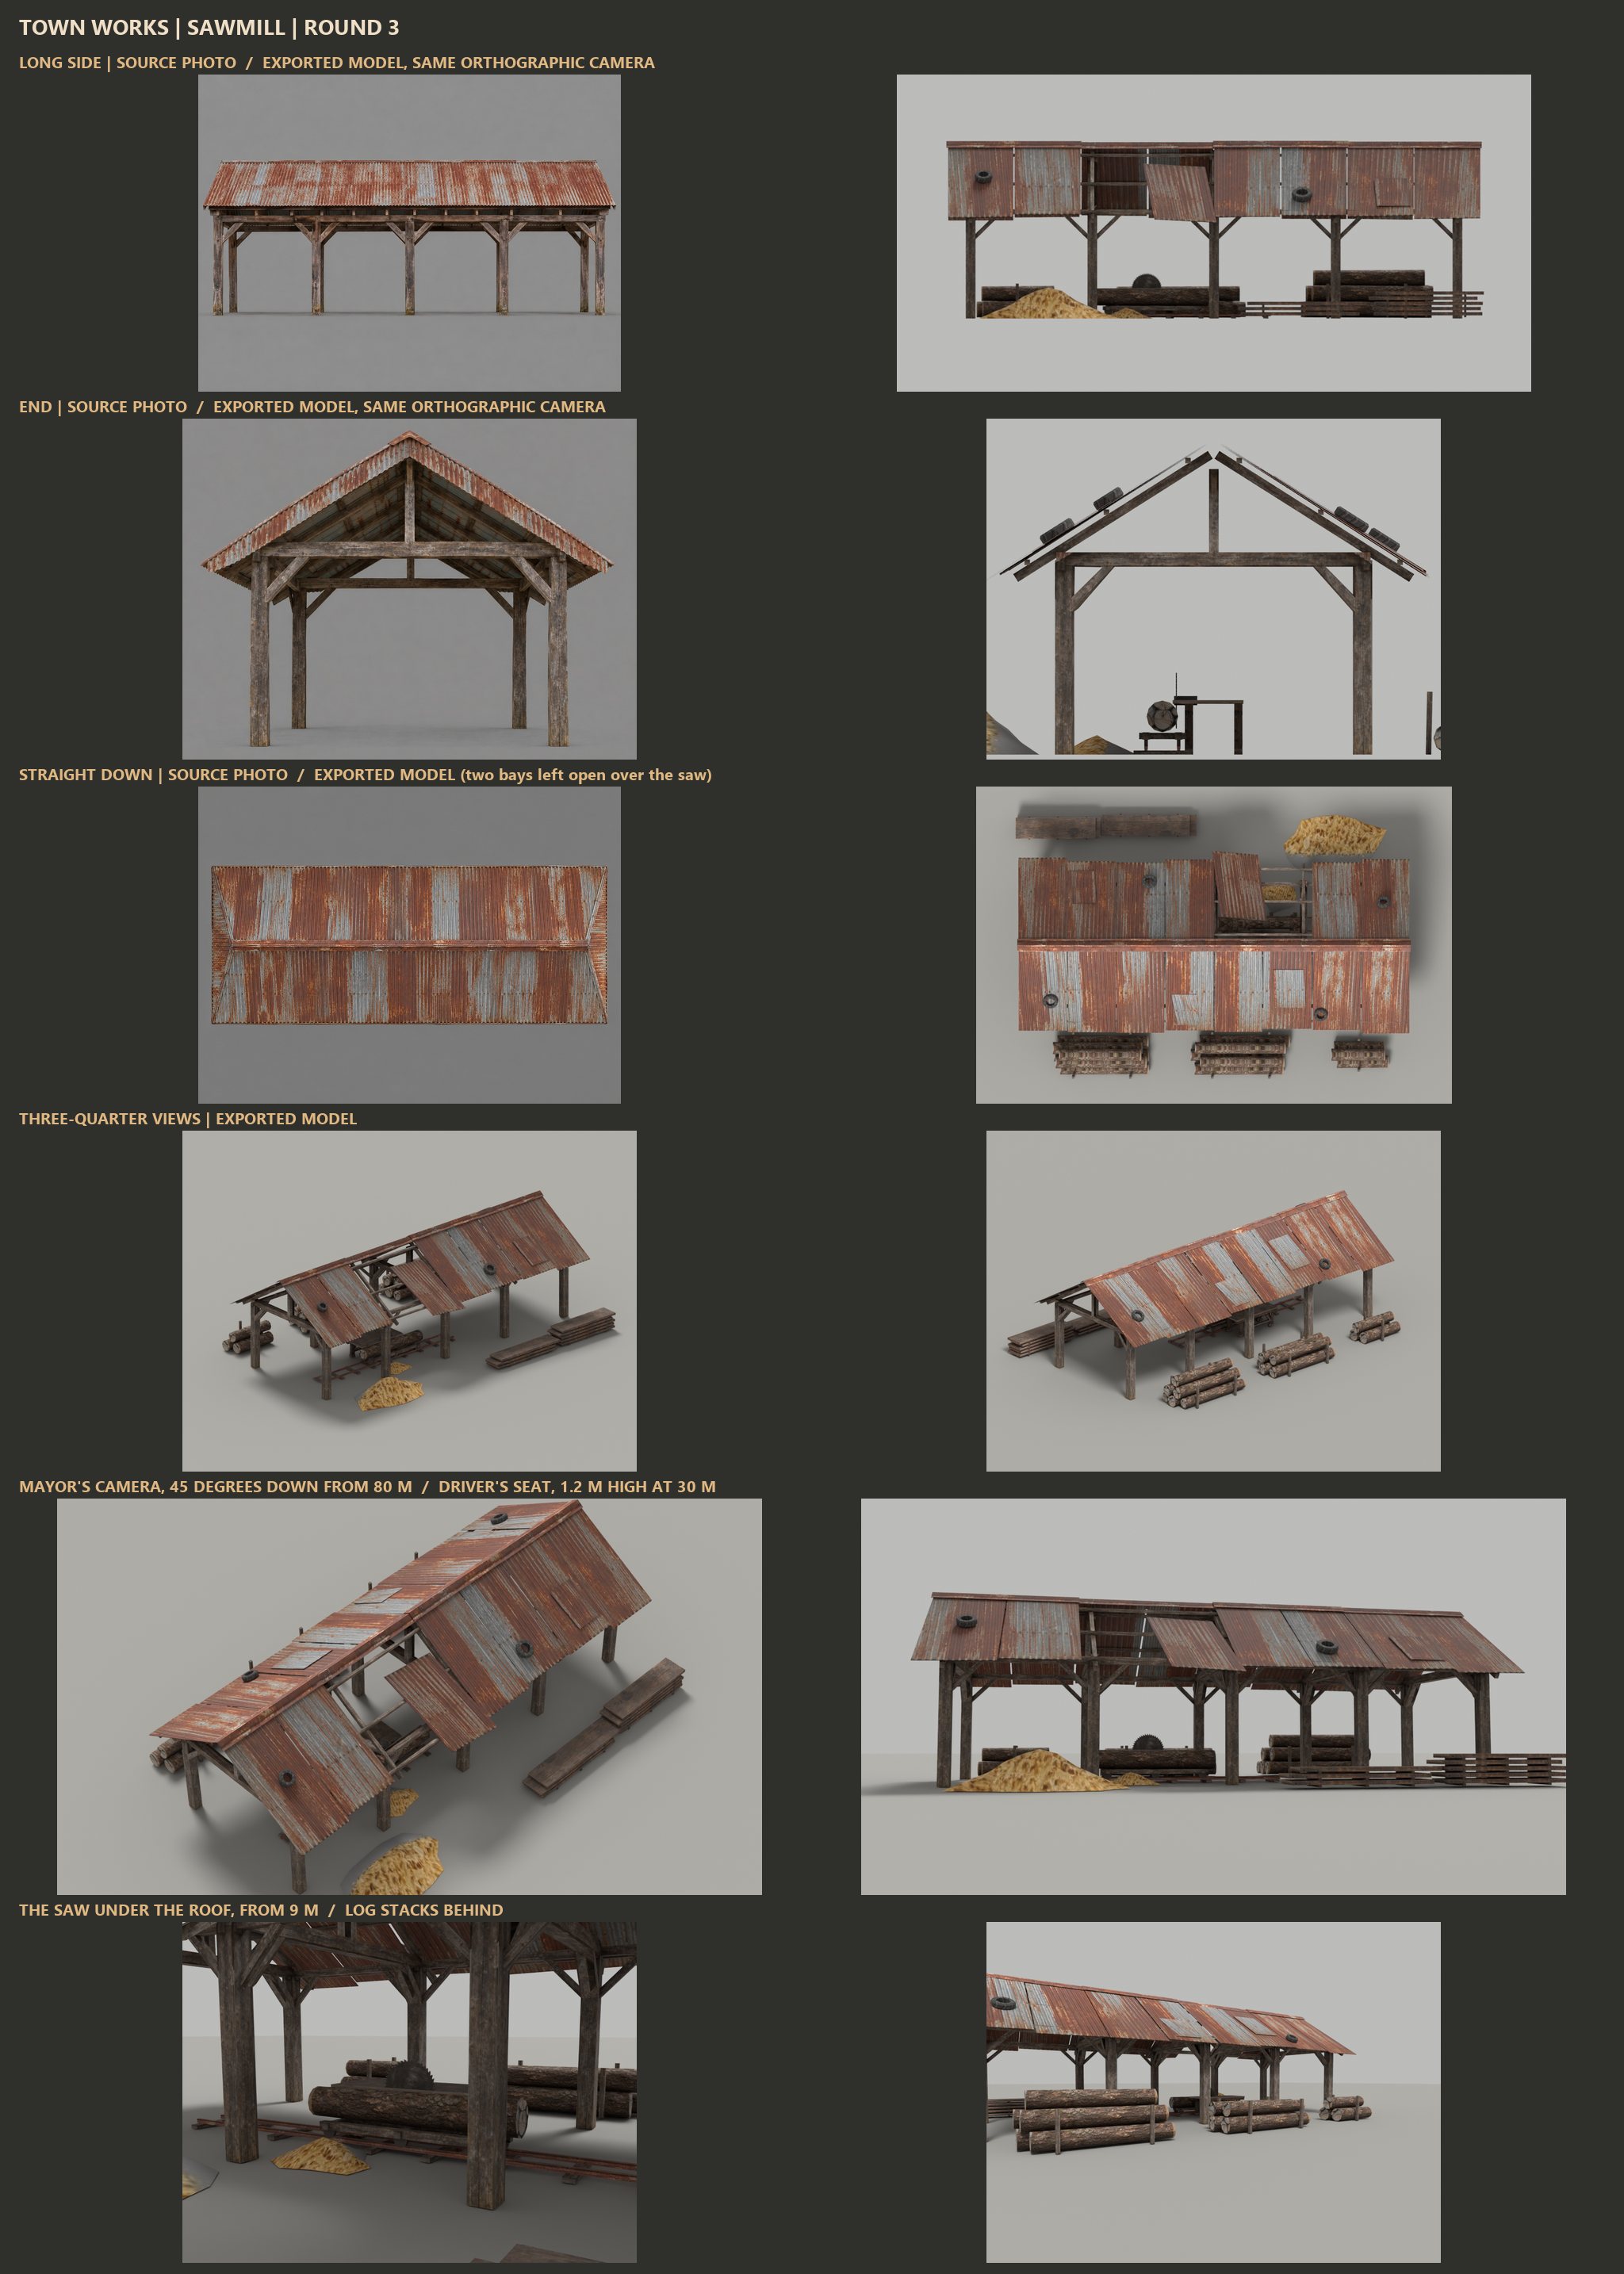 TOWN WORKS | SAWMILL | ROUND 3
LONG SIDE | SOURCE PHOTO / EXPORTED MODEL, SAME ORTHOGRAPHIC CAMERA
END | SOURCE PHOTO / EXPORTED MODEL, SAME ORTHOGRAPHIC CAMERA
STRAIGHT DOWN | SOURCE PHOTO / EXPORTED MODEL (two bays left open over the saw)
THREE-QUARTER VIEWS | EXPORTED MODEL
MAYOR'S CAMERA, 45 DEGREES DOWN FROM 80 M / DRIVER'S SEAT, 1.2 M HIGH AT 30 M
THE SAW UNDER THE ROOF, FROM 9 M / LOG STACKS BEHIND